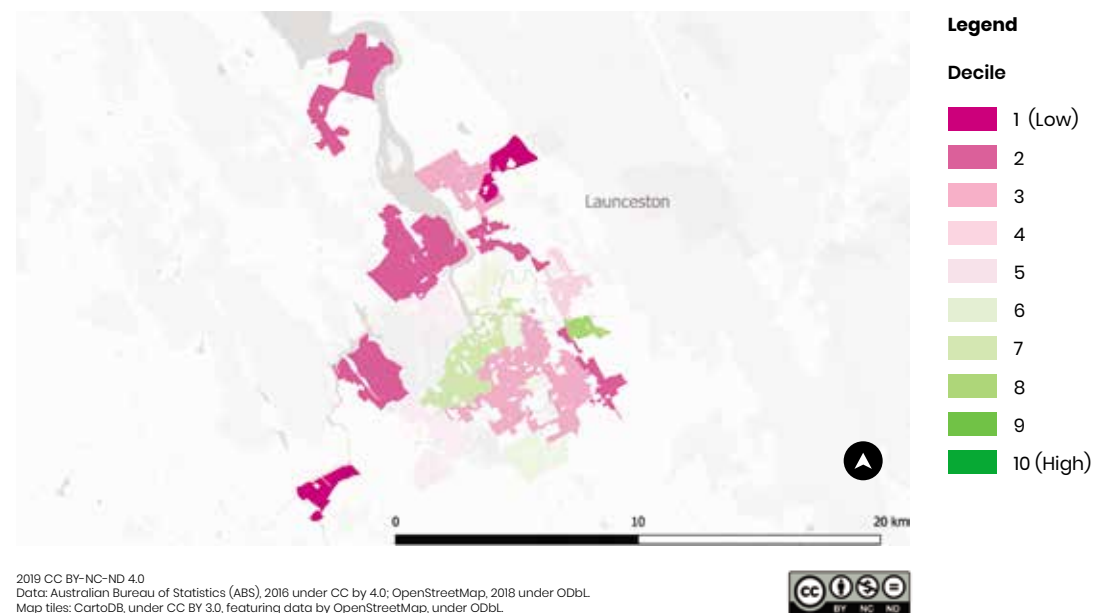 Legend
Decile
1 (Low)
2
3
4
5
6
7
8
9
10 (High)
Launceston
0 10 20 km
2019 CC BY-NC-ND 4.0
Data: Australian Bureau of Statistics (ABS), 2016 under CC by 4.0; OpenStreetMap, 2018 under ODbL.
Map tiles: CartoDB, under CC BY 3.0, featuring data by OpenStreetMap, under ODbL.
cc
BY NC ND